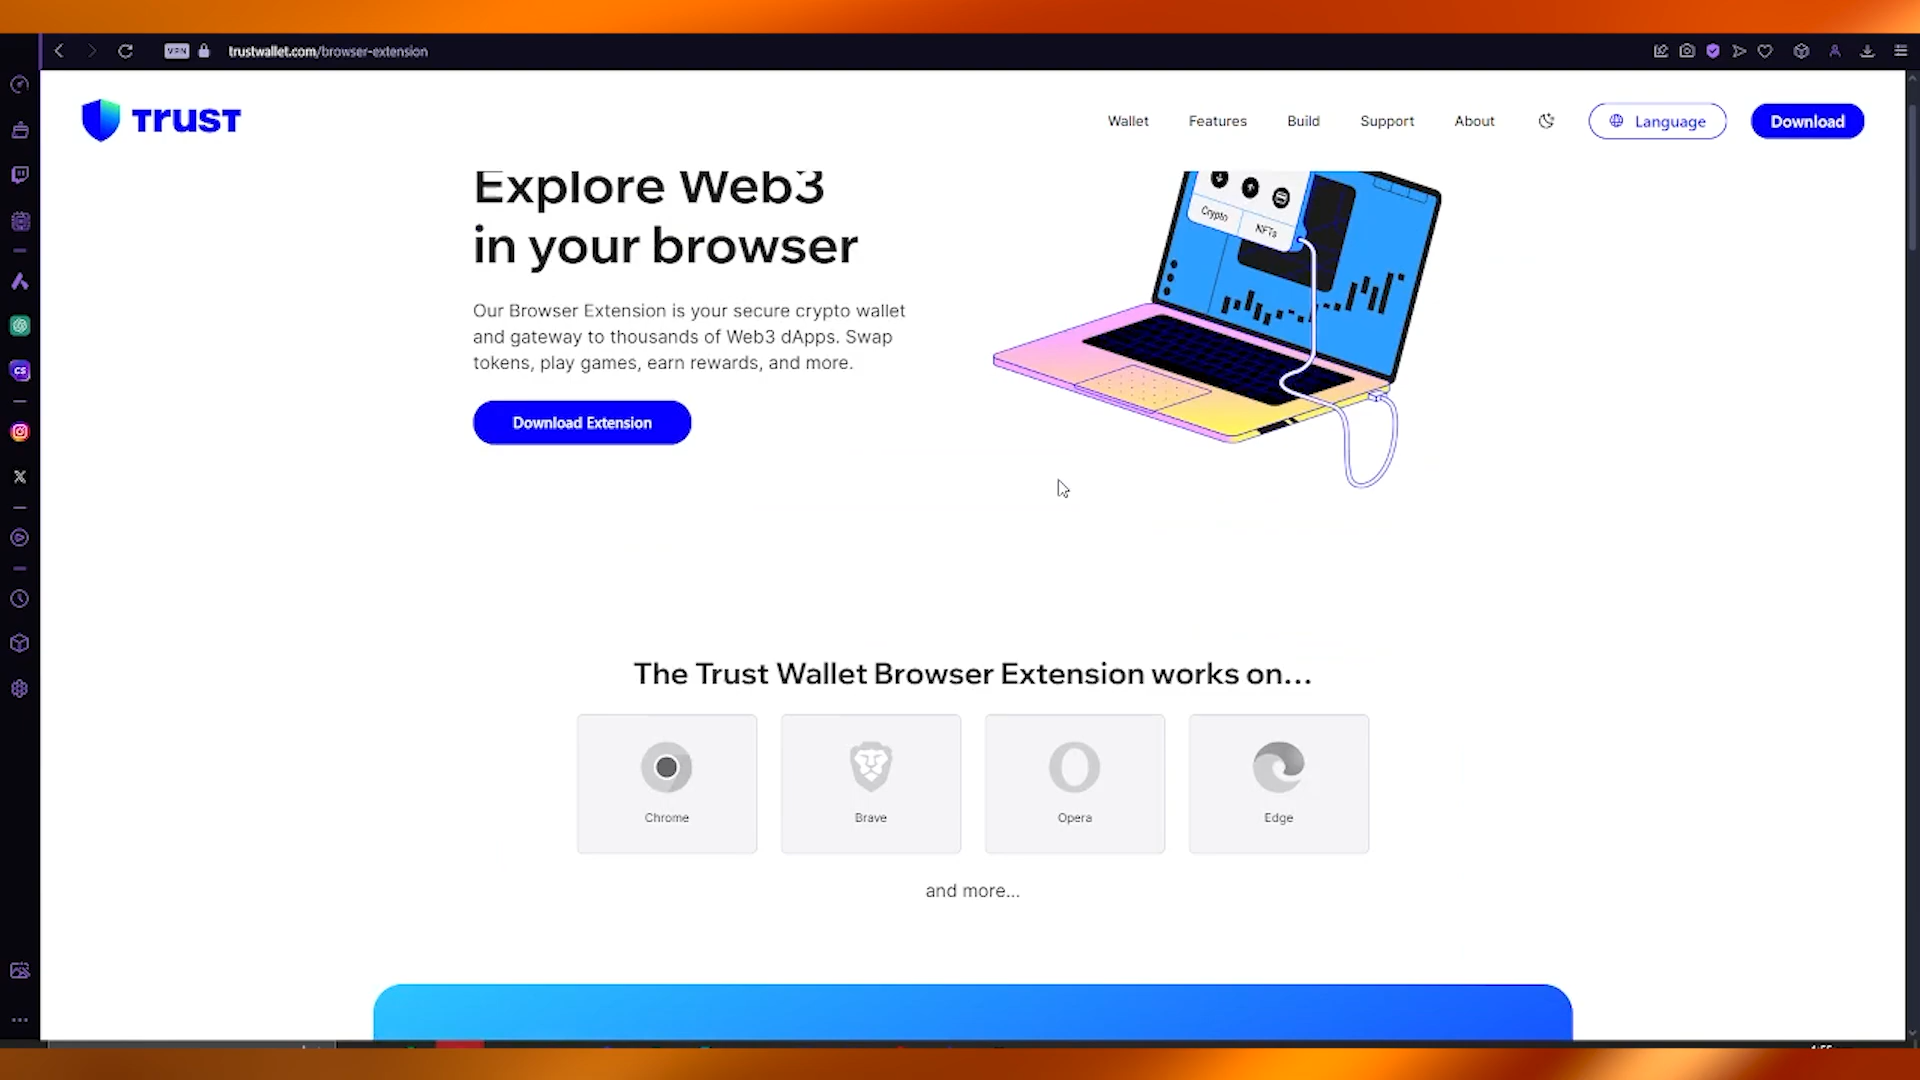 VPN
trustwallet.com/browser-extension
TRUST
Wallet
Features
Build
Support
About
Language
Download
Explore Web3
in your browser
Crypto
NFTs
Our Browser Extension is your secure crypto wallet
and gateway to thousands of Web3 dApps. Swap
tokens, play games, earn rewards, and more.
Download Extension
The Trust Wallet Browser Extension works on...
Chrome
Brave
Opera
Edge
and more...
CS